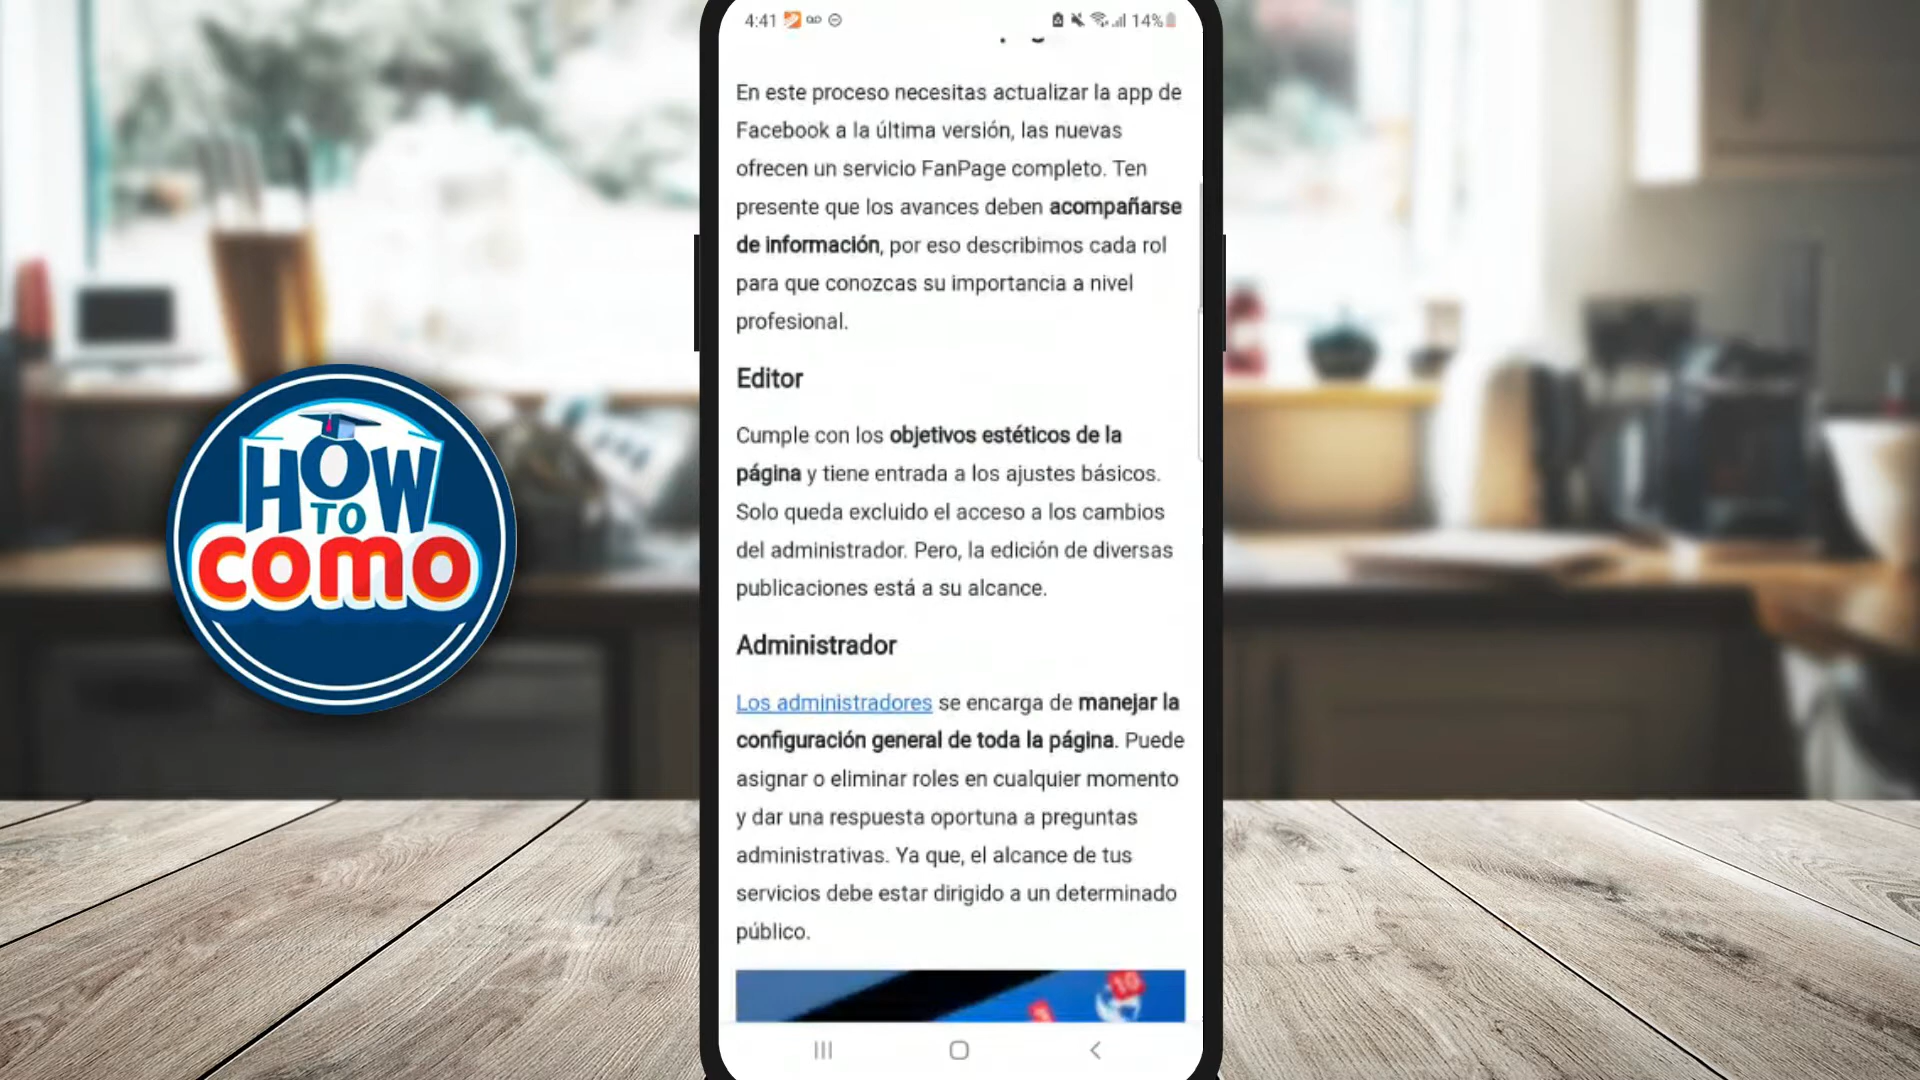 4:41
14%
En este proceso necesitas actualizar la app de
Facebook a la última versión, las nuevas
ofrecen un servicio FanPage completo. Ten
presente que los avances deben acompañarse
de información, por eso describimos cada rol
para que conozcas su importancia a nivel
profesional.
Editor
Cumple con los objetivos estéticos de la
página y tiene entrada a los ajustes básicos.
Solo queda excluido el acceso a los cambios
del administrador. Pero, la edición de diversas
publicaciones está a su alcance.
Administrador
Los administradores se encarga de manejar la
configuración general de toda la página. Puede
asignar o eliminar roles en cualquier momento
y dar una respuesta oportuna a preguntas
administrativas. Ya que, el alcance de tus
servicios debe estar dirigido a un determinado
público.
10
HOW
TO
COMO